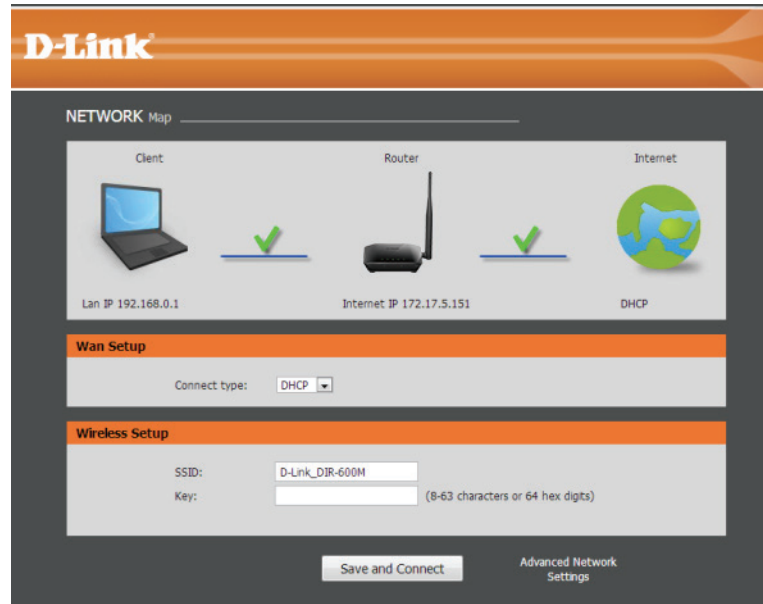 D-Link
NETWORK Map
Client Router Internet
Lan IP 192.168.0.1 Internet IP 172.17.5.151 DHCP
Wan Setup
Connect type: DHCP
Wireless Setup
SSID: D-Link_DIR-600M
Key: (8-63 characters or 64 hex digits)
Save and Connect
Advanced Network
Settings